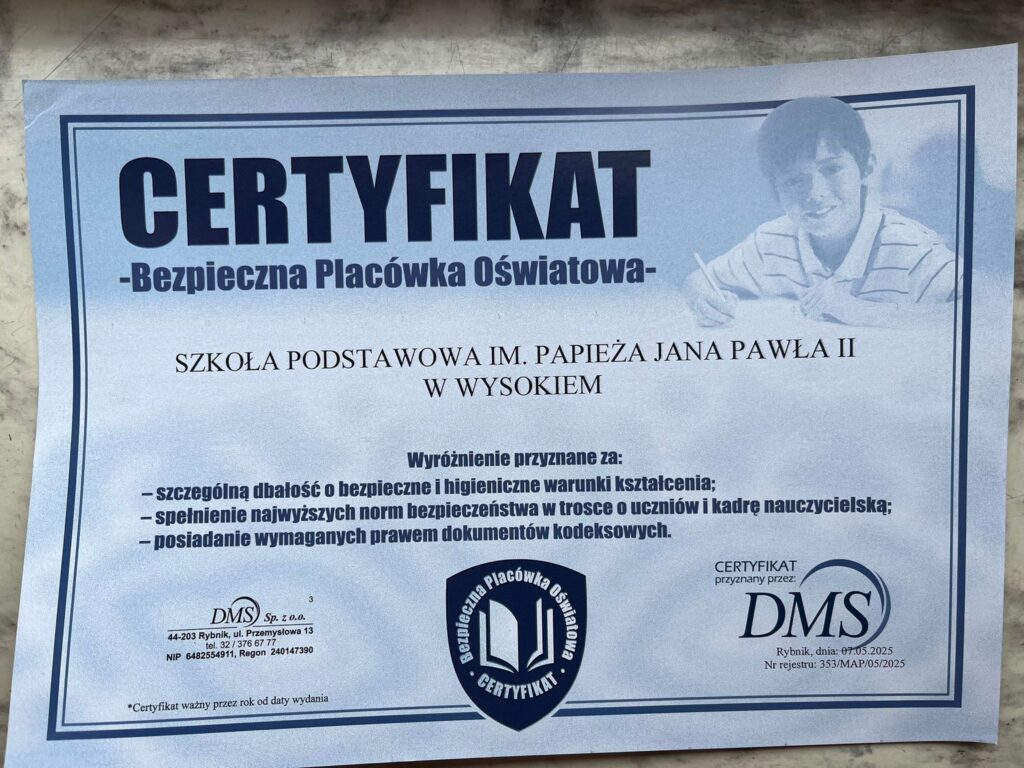 CERTYFIKAT
-Bezpieczna Placówka Oświatowa-
SZKOŁA PODSTAWOWA IM. PAPIEŻA JANA PAWŁA II
W WYSOKIEM
Wyróżnienie przyznane za:
– szczególną dbałość o bezpieczne i higieniczne warunki kształcenia;
– spełnienie najwyższych norm bezpieczeństwa w trosce o uczniów i kadrę nauczycielską;
– posiadanie wymaganych prawem dokumentów kodeksowych.
DMS Sp. z o.o. 3
44-203 Rybnik, ul. Przemysłowa 13
tel. 32 / 376 67 77
NIP 6482554911, Regon 240147390
*Certyfikat ważny przez rok od daty wydania
Bezpieczna Placówka Oświatowa
· CERTYFIKAT ·
CERTYFIKAT
przyznany przez:
DMS
Rybnik, dnia: 07.05.2025
Nr rejestru: 353/MAP/05/2025